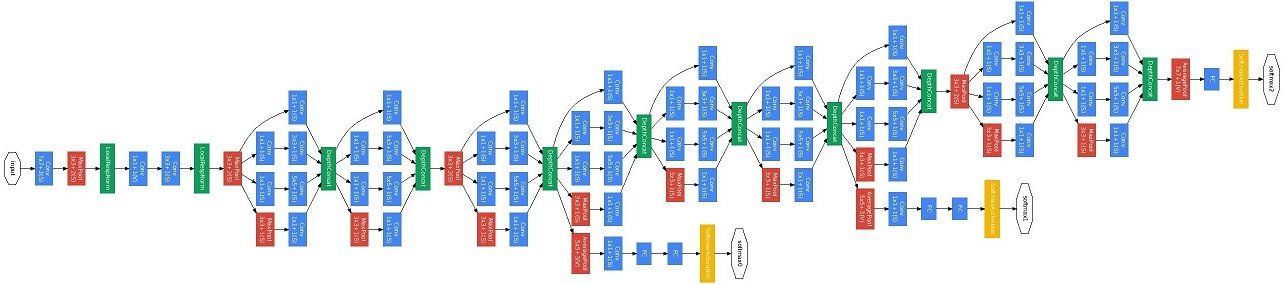 input
Conv
7x7+2(S)
MaxPool
3x3+2(S)
LocalRespNorm
Conv
1x1+1(V)
Conv
3x3+1(S)
LocalRespNorm
MaxPool
3x3+2(S)
Conv
1x1+1(S)
Conv
1x1+1(S)
MaxPool
3x3+1(S)
Conv
1x1+1(S)
Conv
3x3+1(S)
Conv
5x5+1(S)
Conv
1x1+1(S)
DepthConcat
Conv
1x1+1(S)
Conv
1x1+1(S)
MaxPool
3x3+1(S)
Conv
1x1+1(S)
Conv
3x3+1(S)
Conv
5x5+1(S)
Conv
1x1+1(S)
DepthConcat
MaxPool
3x3+2(S)
Conv
1x1+1(S)
Conv
1x1+1(S)
MaxPool
3x3+1(S)
Conv
1x1+1(S)
Conv
3x3+1(S)
Conv
5x5+1(S)
Conv
1x1+1(S)
DepthConcat
Conv
1x1+1(S)
Conv
1x1+1(S)
MaxPool
3x3+1(S)
AveragePool
5x5+3(V)
Conv
1x1+1(S)
Conv
3x3+1(S)
Conv
5x5+1(S)
Conv
1x1+1(S)
Conv
1x1+1(S)
DepthConcat
FC
FC
SoftmaxActivation
softmax0
Conv
1x1+1(S)
Conv
1x1+1(S)
MaxPool
3x3+1(S)
Conv
1x1+1(S)
Conv
3x3+1(S)
Conv
5x5+1(S)
Conv
1x1+1(S)
DepthConcat
Conv
1x1+1(S)
Conv
1x1+1(S)
MaxPool
3x3+1(S)
Conv
1x1+1(S)
Conv
3x3+1(S)
Conv
5x5+1(S)
Conv
1x1+1(S)
DepthConcat
Conv
1x1+1(S)
Conv
1x1+1(S)
MaxPool
3x3+1(S)
AveragePool
5x5+3(V)
Conv
1x1+1(S)
Conv
3x3+1(S)
Conv
5x5+1(S)
Conv
1x1+1(S)
Conv
1x1+1(S)
DepthConcat
FC
FC
SoftmaxActivation
softmax1
MaxPool
3x3+2(S)
Conv
1x1+1(S)
Conv
1x1+1(S)
MaxPool
3x3+1(S)
Conv
1x1+1(S)
Conv
3x3+1(S)
Conv
5x5+1(S)
Conv
1x1+1(S)
DepthConcat
Conv
1x1+1(S)
Conv
1x1+1(S)
MaxPool
3x3+1(S)
Conv
1x1+1(S)
Conv
3x3+1(S)
Conv
5x5+1(S)
Conv
1x1+1(S)
DepthConcat
AveragePool
7x7+1(V)
FC
SoftmaxActivation
softmax2